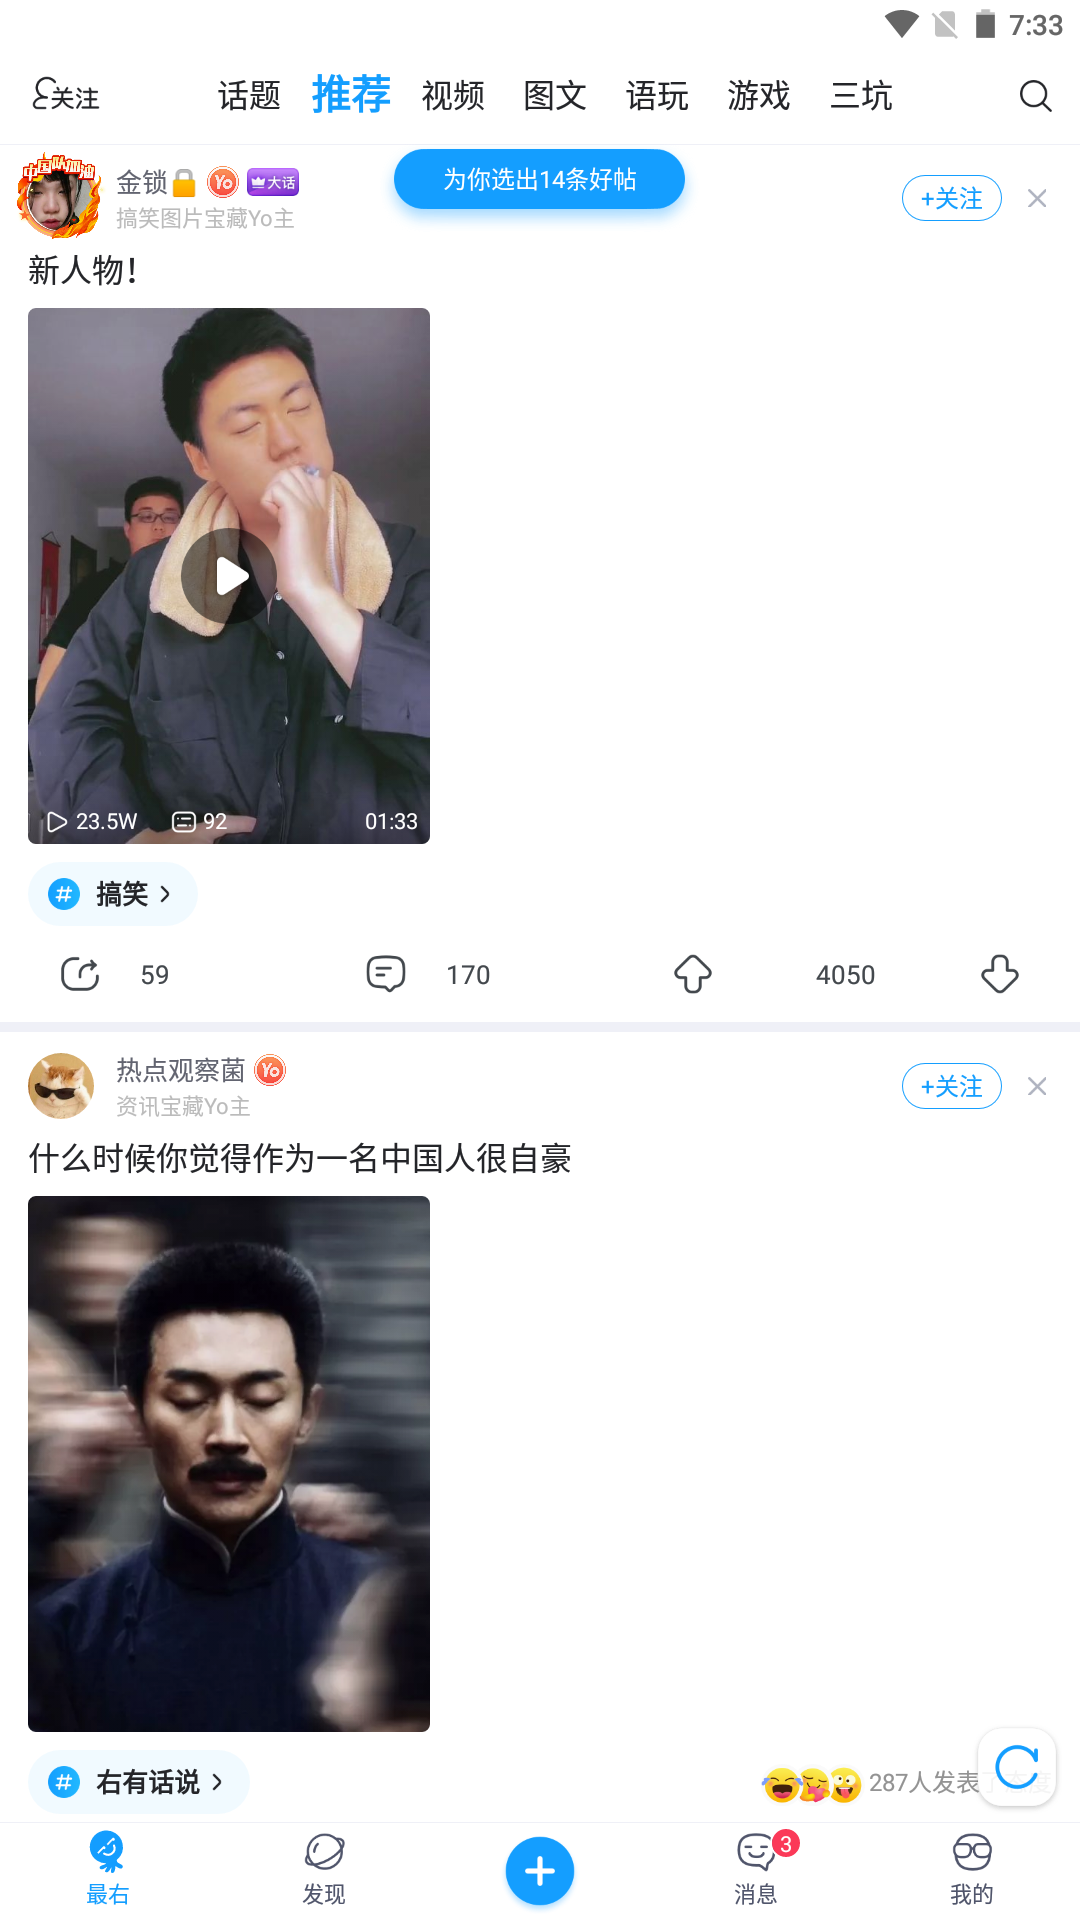 7:33
关注 话题 推荐 视频 图文 语玩 游戏 三坑
中国队加油
金锁 Yo 大话
为你选出14条好帖
+关注
搞笑图片宝藏Yo主
新人物!
23.5W 92 01:33
# 搞笑
59 170 4050
热点观察菌 Yo
+关注
资讯宝藏Yo主
什么时候你觉得作为一名中国人很自豪
# 右有话说
287人发表
3
最右 发现 消息 我的